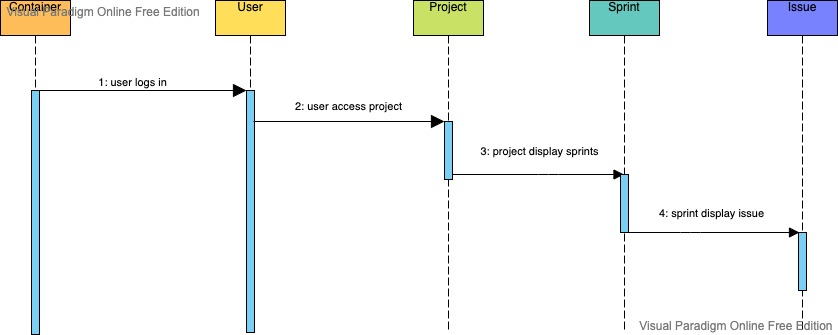 Container
Visual Paradigm Online Free Edition
User
Project
Sprint
Issue
1: user logs in
2: user access project
3: project display sprints
4: sprint display issue
Visual Paradigm Online Free Edition